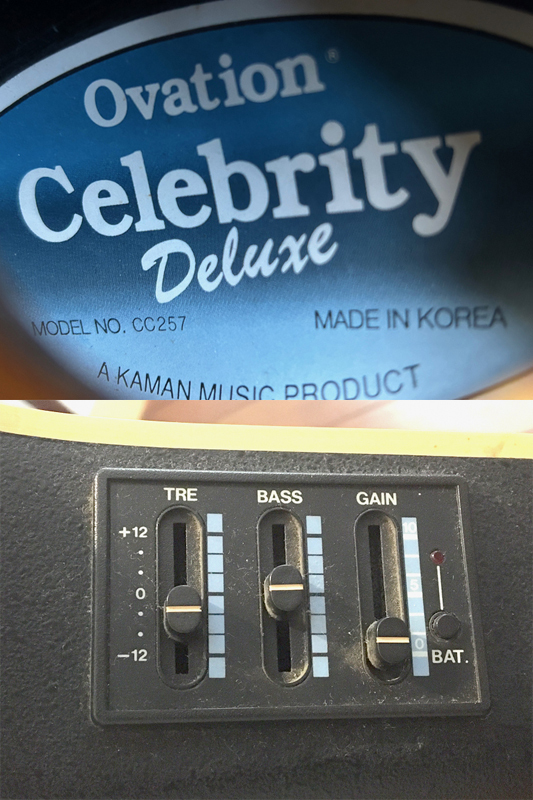 Ovation®
Celebrity
Deluxe
MODEL NO. CC257 MADE IN KOREA
A KAMAN MUSIC PRODUCT
TRE BASS GAIN
+12 10
0 5
-12 0 BAT.